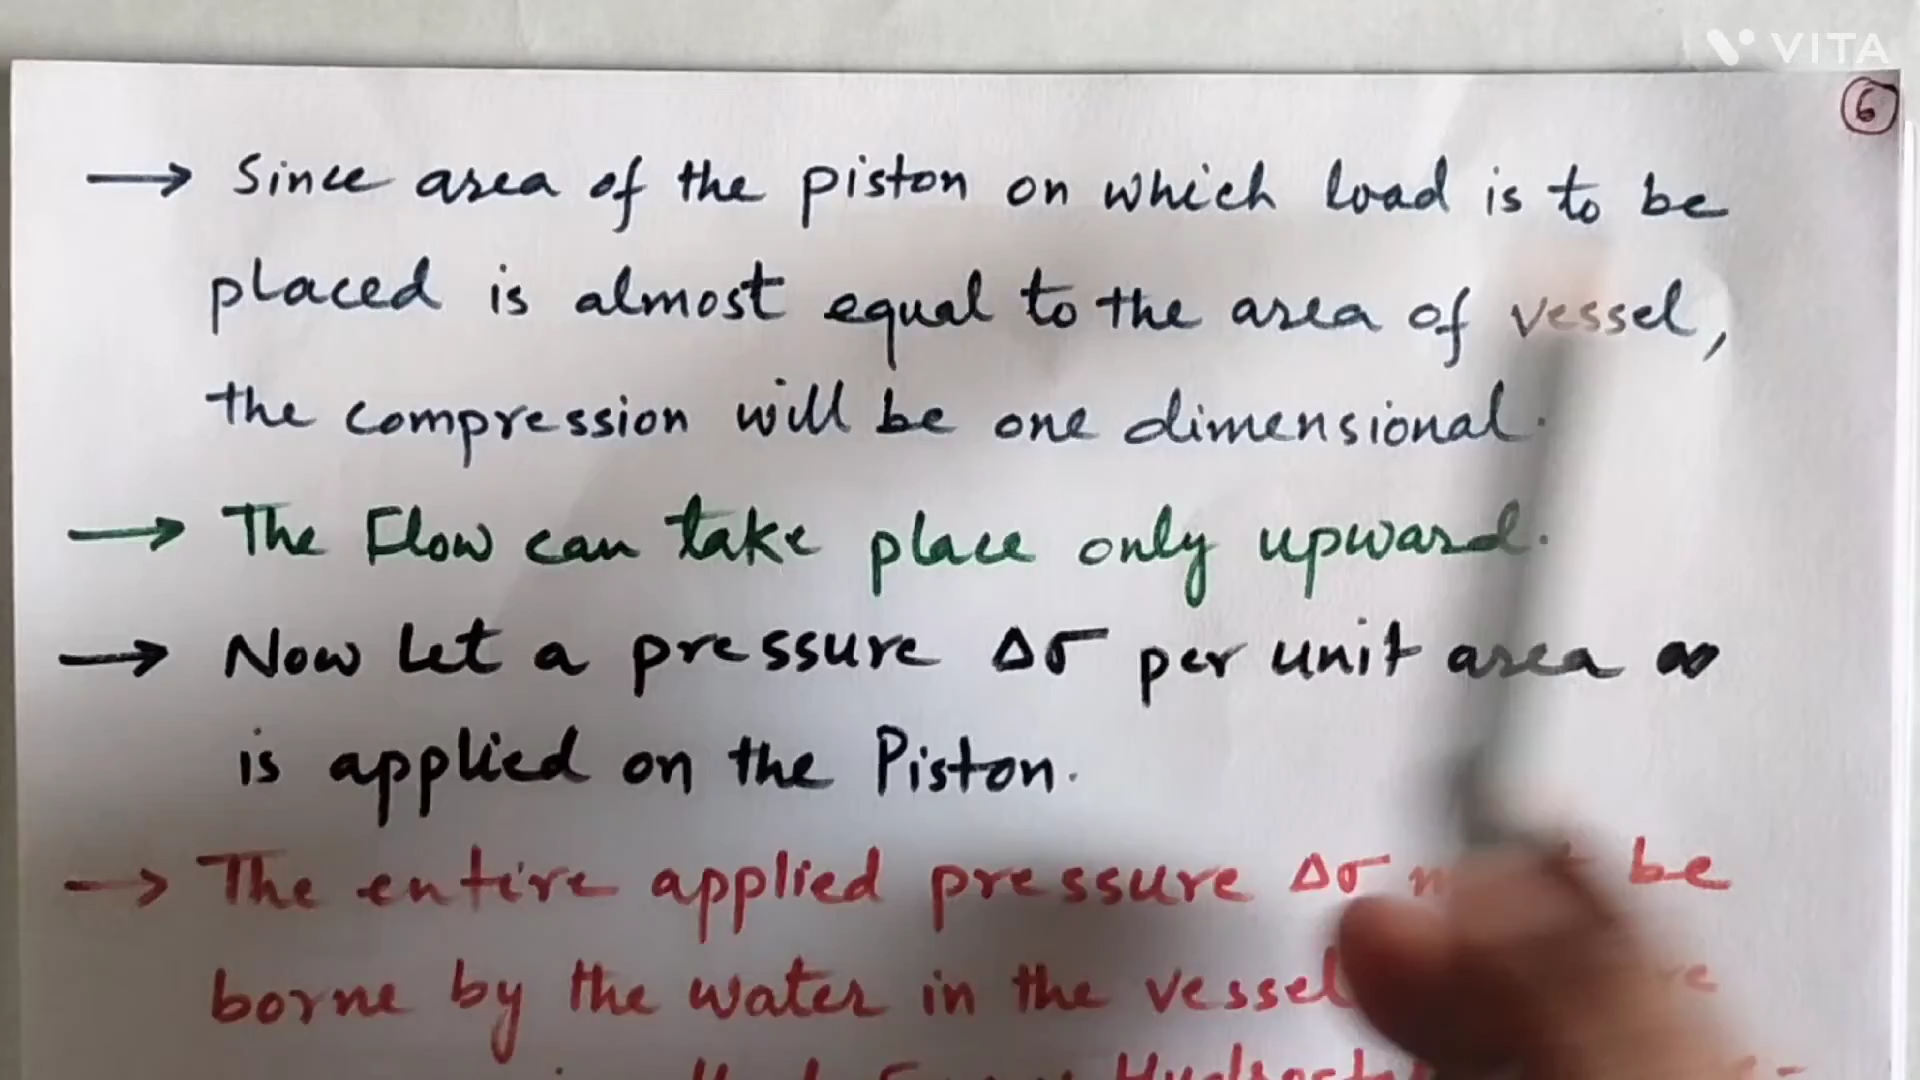 VITA
6
→ Since area of the piston on which load is to be
placed is almost equal to the area of vessel,
the compression will be one dimensional.
→ The Flow can take place only upward.
→ Now let a pressure Δσ per unit area
is applied on the Piston.
→ The entire applied pressure Δσ be
borne by the water in the vessel